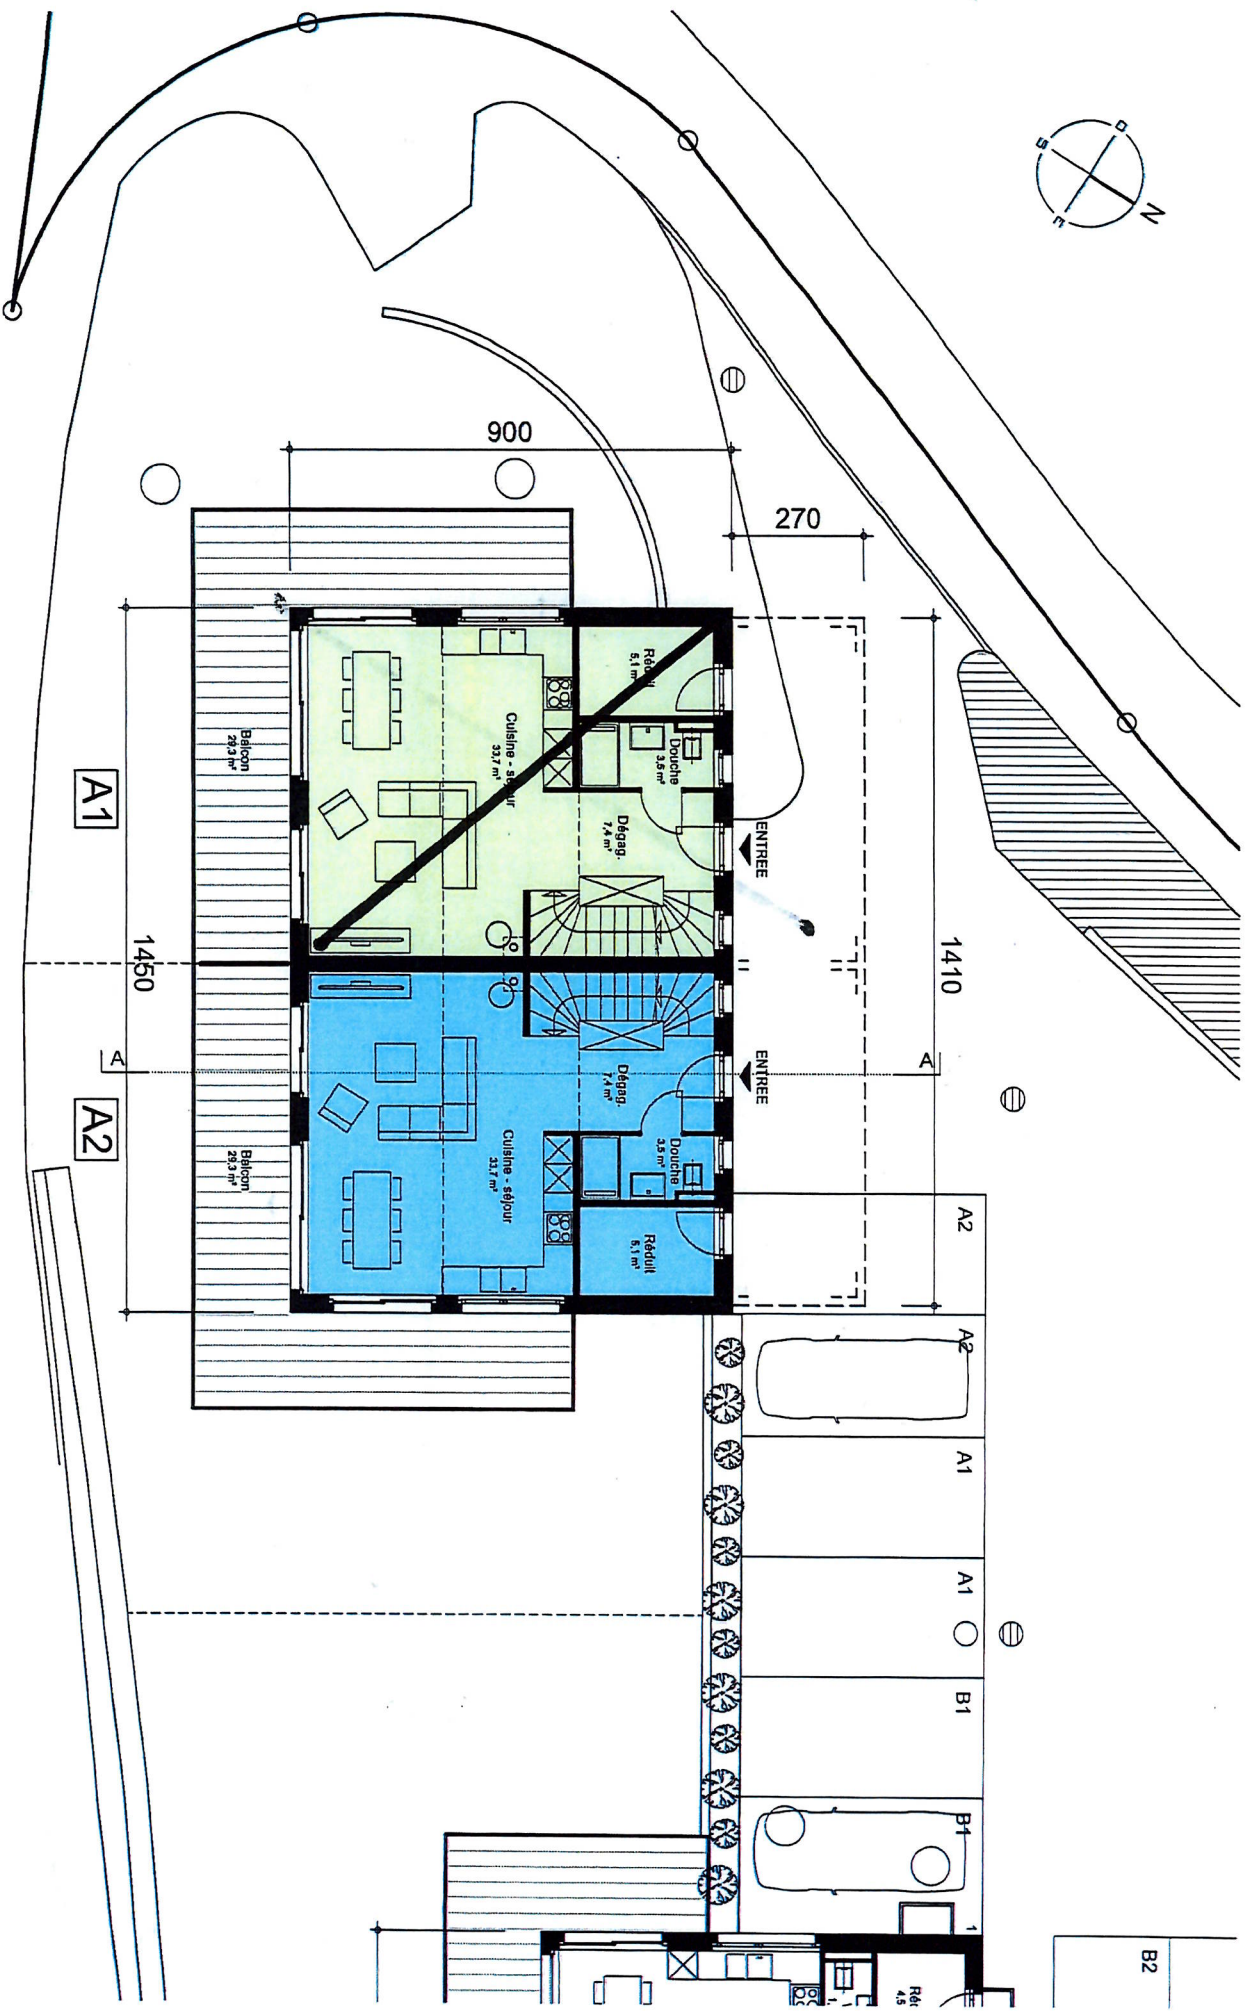 O
N
S
E
900
270
1410
1450
Réduit
5,1 m²
Douche
3,5 m²
Cuisine - séjour
33,7 m²
Dégag.
7,4 m²
ENTREE
Balcon
29,3 m²
A1
ENTREE
Dégag.
7,4 m²
Cuisine - séjour
33,7 m²
Douche
3,5 m²
Réduit
5,1 m²
Balcon
29,3 m²
A2
A
A
A2
A2
A1
A1
B1
B1
1
B2
4,5